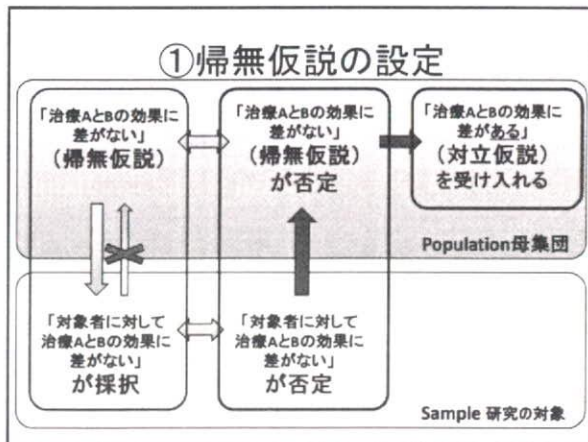 ①帰無仮説の設定
「治療AとBの効果に
差がない」
(帰無仮説)
「治療AとBの効果に
差がない」
(帰無仮説)
が否定
「治療AとBの効果に
差がある」
(対立仮説)
を受け入れる
Population母集団
「対象者に対して
治療AとBの効果に
差がない」
が採択
「対象者に対して
治療AとBの効果に
差がない」
が否定
Sample 研究の対象